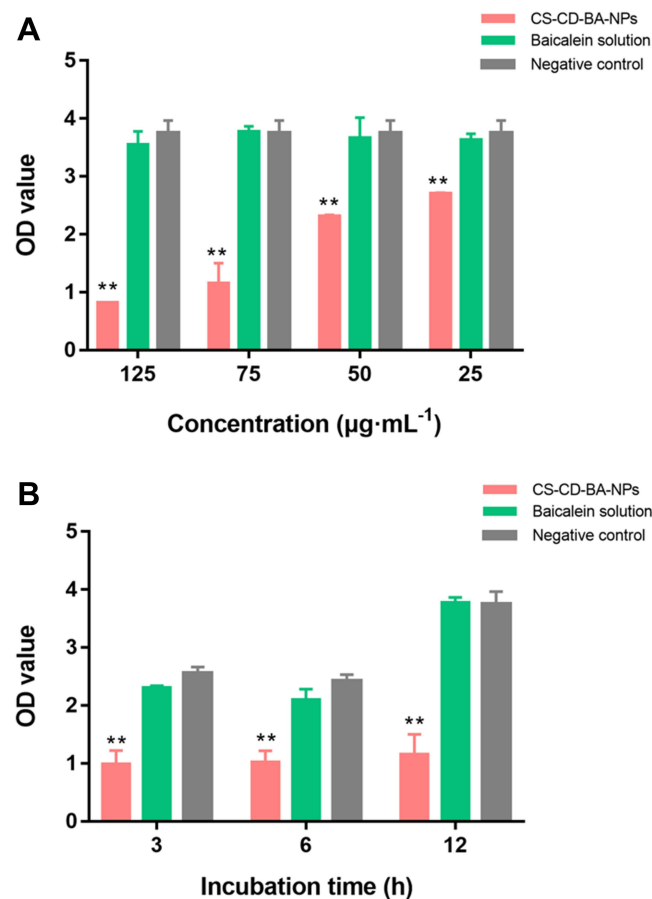 A
CS-CD-BA-NPs
Baicalein solution
Negative control
5
4
3
2
1
0
OD value
**
**
**
**
125 75 50 25
Concentration (µg·mL⁻¹)
B
CS-CD-BA-NPs
Baicalein solution
Negative control
5
4
3
2
1
0
OD value
**
**
**
3 6 12
Incubation time (h)